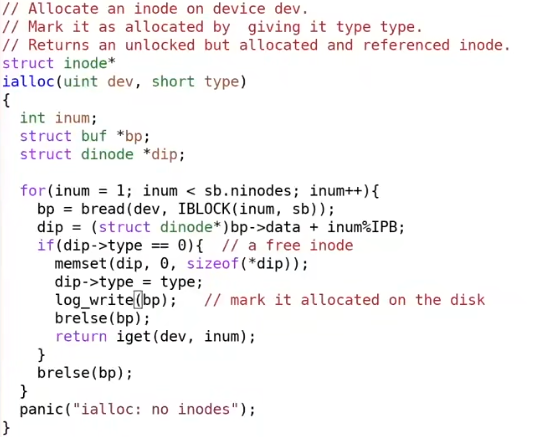 // Allocate an inode on device dev.
// Mark it as allocated by  giving it type type.
// Returns an unlocked but allocated and referenced inode.
struct inode*
ialloc(uint dev, short type)
{
  int inum;
  struct buf *bp;
  struct dinode *dip;

  for(inum = 1; inum < sb.ninodes; inum++){
    bp = bread(dev, IBLOCK(inum, sb));
    dip = (struct dinode*)bp->data + inum%IPB;
    if(dip->type == 0){  // a free inode
      memset(dip, 0, sizeof(*dip));
      dip->type = type;
      log_write(bp);   // mark it allocated on the disk
      brelse(bp);
      return iget(dev, inum);
    }
    brelse(bp);
  }
  panic("ialloc: no inodes");
}